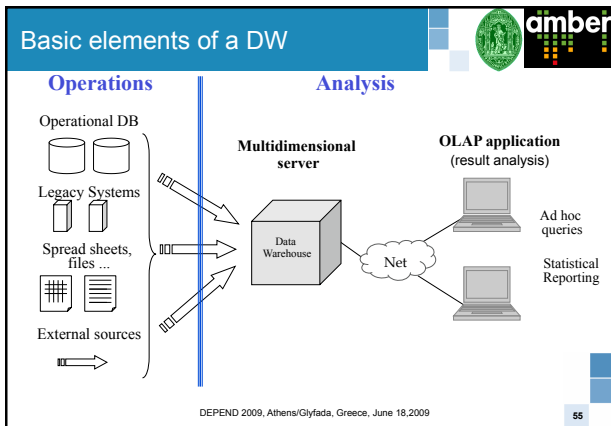 Basic elements of a DW
amber
Operations
Analysis
Operational DB
Legacy Systems
Spread sheets,
files ...
External sources
Multidimensional
server
Data
Warehouse
Net
OLAP application
(result analysis)
Ad hoc
queries
Statistical
Reporting
DEPEND 2009, Athens/Glyfada, Greece, June 18,2009
55